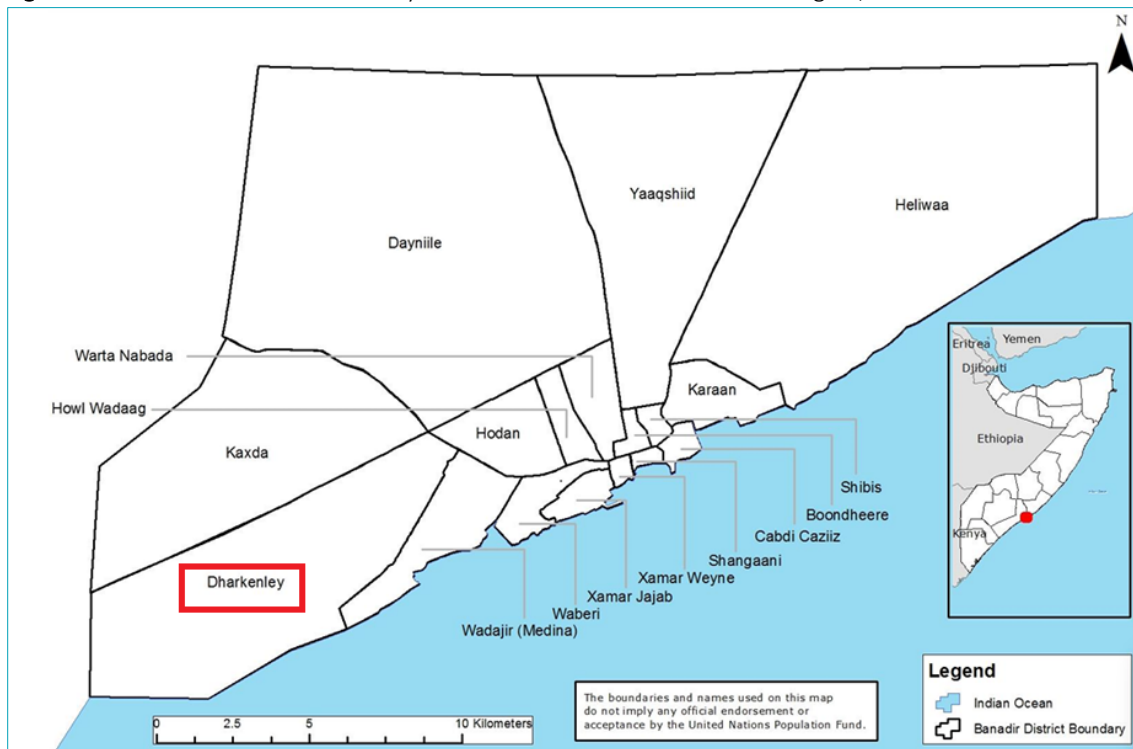 N
Yaaqshiid
Heliwaa
Dayniile
Warta Nabada
Karaan
Howl Wadaag
Hodan
Kaxda
Shibis
Boondheere
Cabdi Caziiz
Shangaani
Xamar Weyne
Xamar Jajab
Waberi
Wadajir (Medina)
Dharkenley
Eritrea
Yemen
Djibouti
Ethiopia
Kenya
The boundaries and names used on this map
do not imply any official endorsement or
acceptance by the United Nations Population Fund.
Legend
Indian Ocean
Banadir District Boundary
0 2.5 5 10 Kilometers